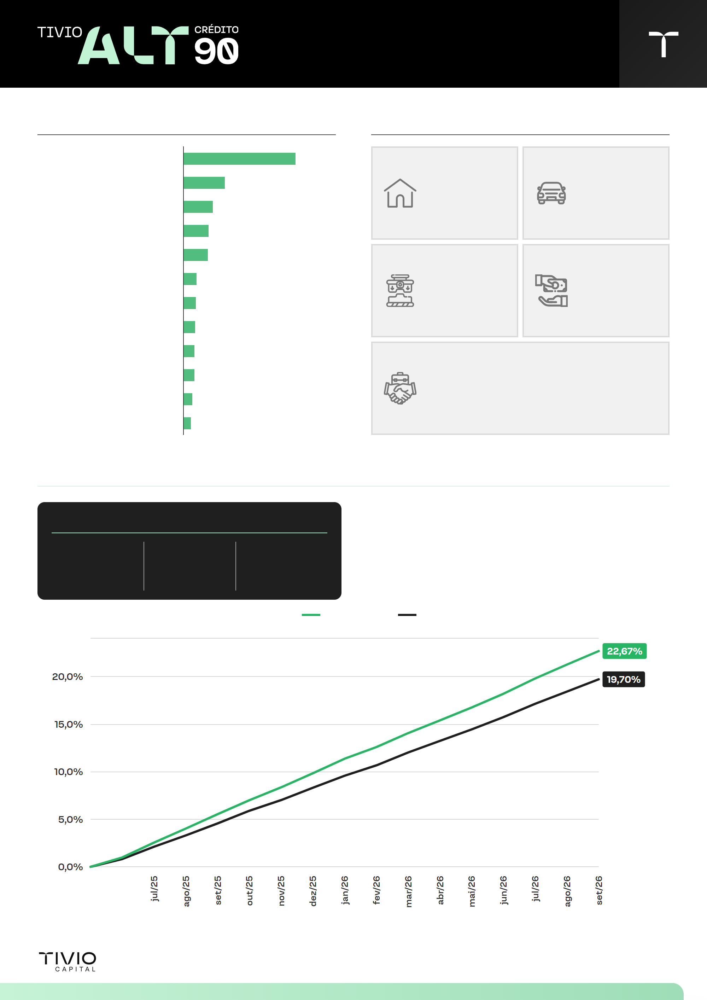 TIVIO ALT CRÉDITO 90
22,67%
20,0%
19,70%
15,0%
10,0%
5,0%
0,0%
jul/25
ago/25
set/25
out/25
nov/25
dez/25
jan/26
fev/26
mar/26
abr/26
mai/26
jun/26
jul/26
ago/26
set/26
TIVIO
CAPITAL